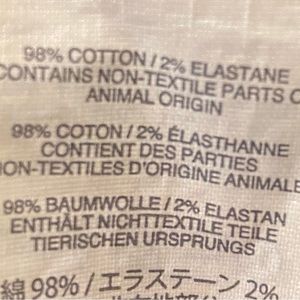 98% COTTON / 2% ELASTANE
CONTAINS NON-TEXTILE PARTS O
ANIMAL ORIGIN
98% COTON / 2% ÉLASTHANNE
CONTIENT DES PARTIES
NON-TEXTILES D'ORIGINE ANIMALE
98% BAUMWOLLE / 2% ELASTAN
ENTHÄLT NICHTTEXTILE TEILE
TIERISCHEN URSPRUNGS
綿 98% / エラステーン 2%